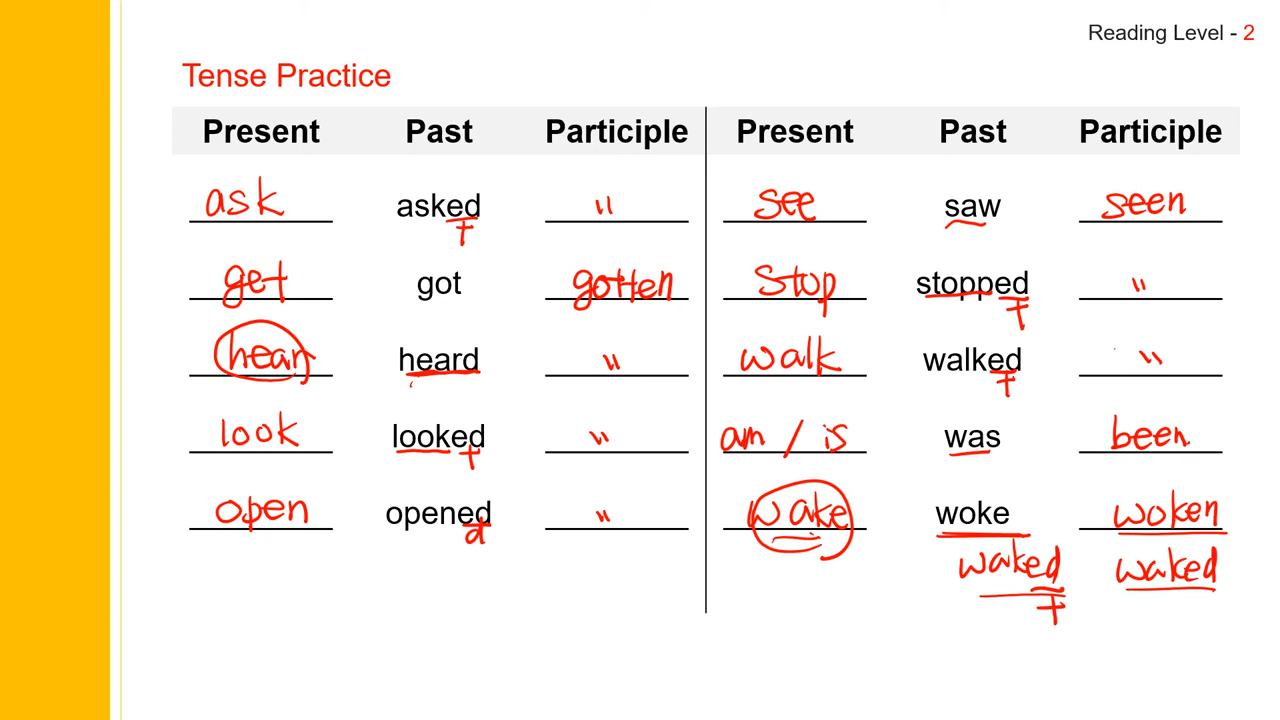 Reading Level - 2
Tense Practice
Present Past Participle Present Past Participle
ask asked " see saw seen
T
get got gotten stop stopped "
T
hear heard " walk walked "
T
look looked " am / is was been
T
open opened " wake woke woken
d
waked waked
T